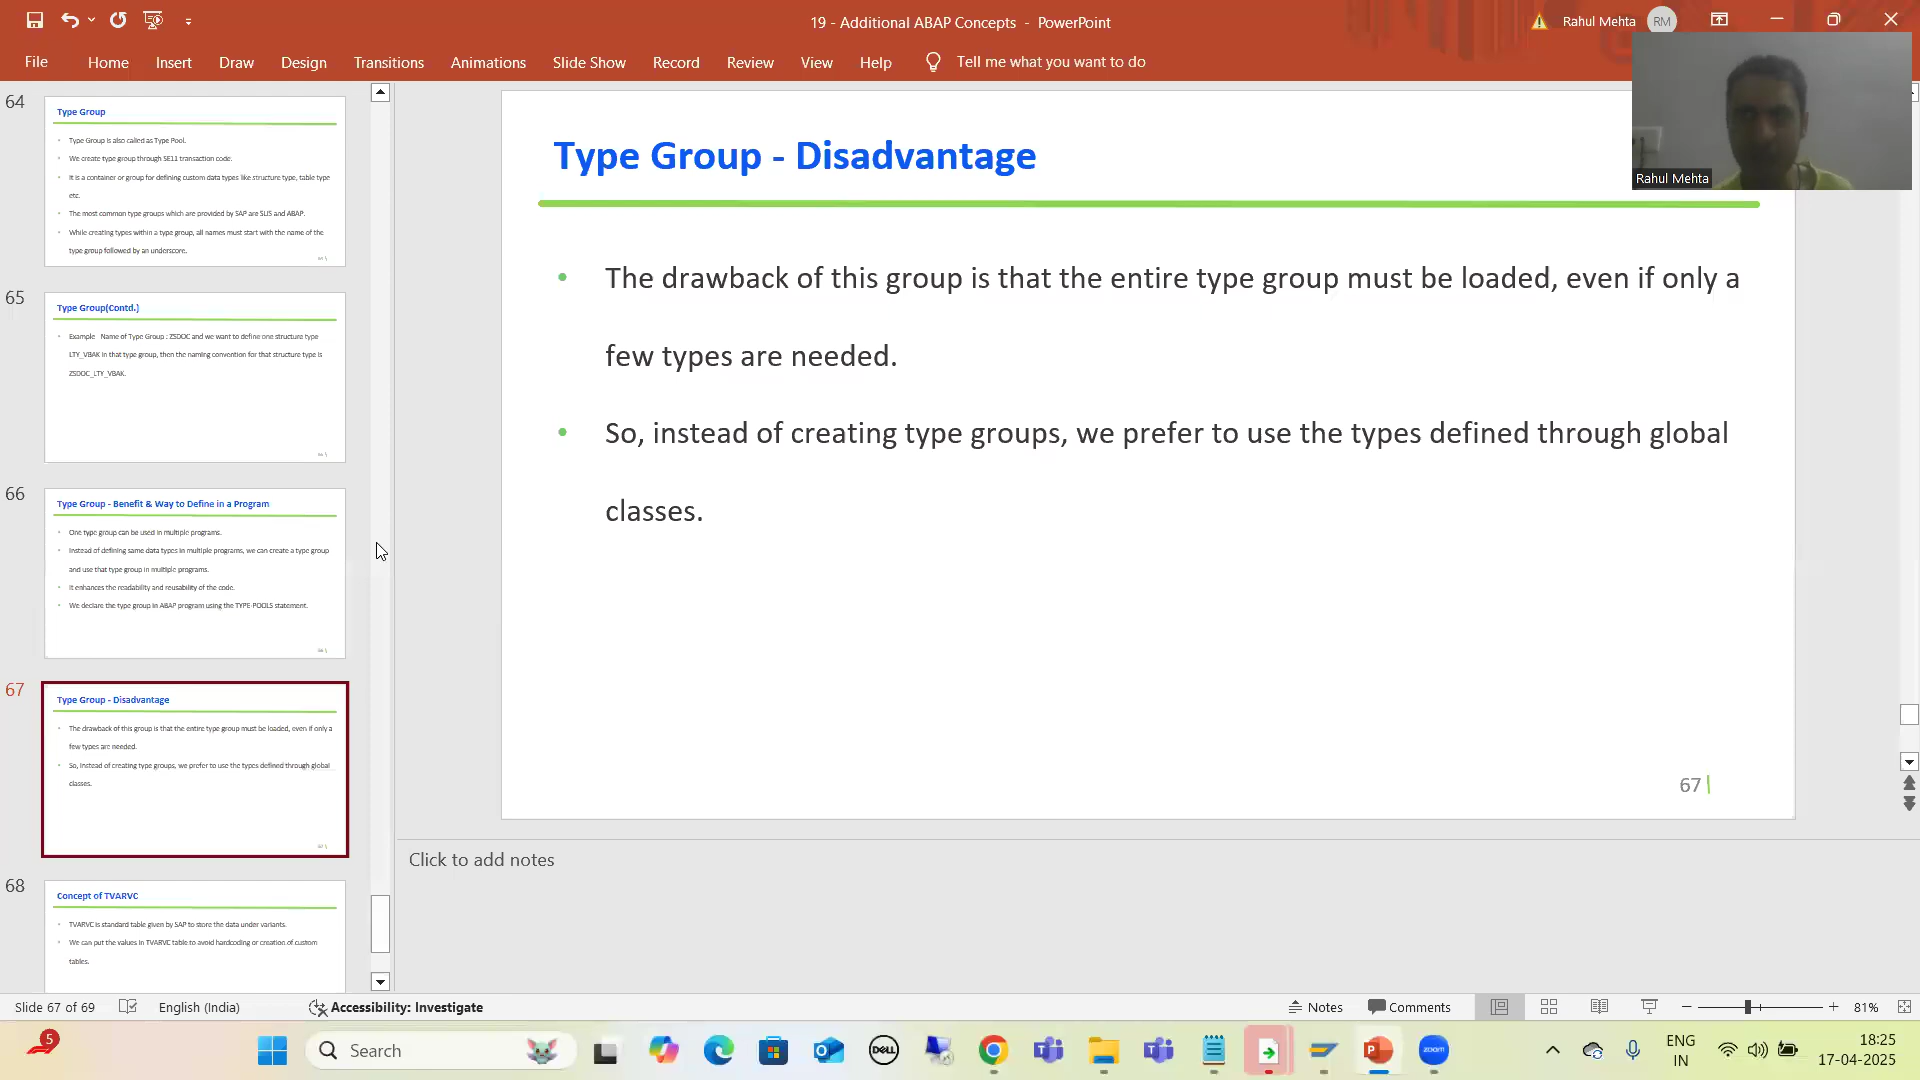 19 - Additional ABAP Concepts - PowerPoint
Rahul Mehta
RM
File
Home
Insert
Draw
Design
Transitions
Animations
Slide Show
Record
Review
View
Help
Tell me what you want to do
64
Type Group
Type Group is also called as Type Pool.
We create type group through SE11 transaction code.
It is a container or group for defining custom data types like structure type, table type
etc.
The most common type groups which are provided by SAP are SLIS and ABAP.
While creating types within a type group, all names must start with the name of the
type group followed by an underscore.
65
Type Group(Contd.)
Example Name of Type Group : ZSDOC and we want to define one structure type
LTY_VBAK in that type group, then the naming convention for that structure type is
ZSDOC_LTY_VBAK.
66
Type Group - Benefit & Way to Define in a Program
One type group can be used in multiple programs.
Instead of defining same data types in multiple programs, we can create a type group
and use that type group in multiple programs.
It enhances the readability and reusability of the code.
We declare the type group in ABAP program using the TYPE-POOLS statement.
67
Type Group - Disadvantage
The drawback of this group is that the entire type group must be loaded, even if only a
few types are needed.
So, instead of creating type groups, we prefer to use the types defined through global
classes.
68
Concept of TVARVC
TVARVC is standard table given by SAP to store the data under variants.
We can put the values in TVARVC table to avoid hardcoding or creation of custom
tables.
Type Group - Disadvantage
The drawback of this group is that the entire type group must be loaded, even if only a
few types are needed.
So, instead of creating type groups, we prefer to use the types defined through global
classes.
67
Rahul Mehta
Click to add notes
Slide 67 of 69
English (India)
Accessibility: Investigate
Notes
Comments
81%
5
Search
DELL
zoom
ENG
IN
18:25
17-04-2025